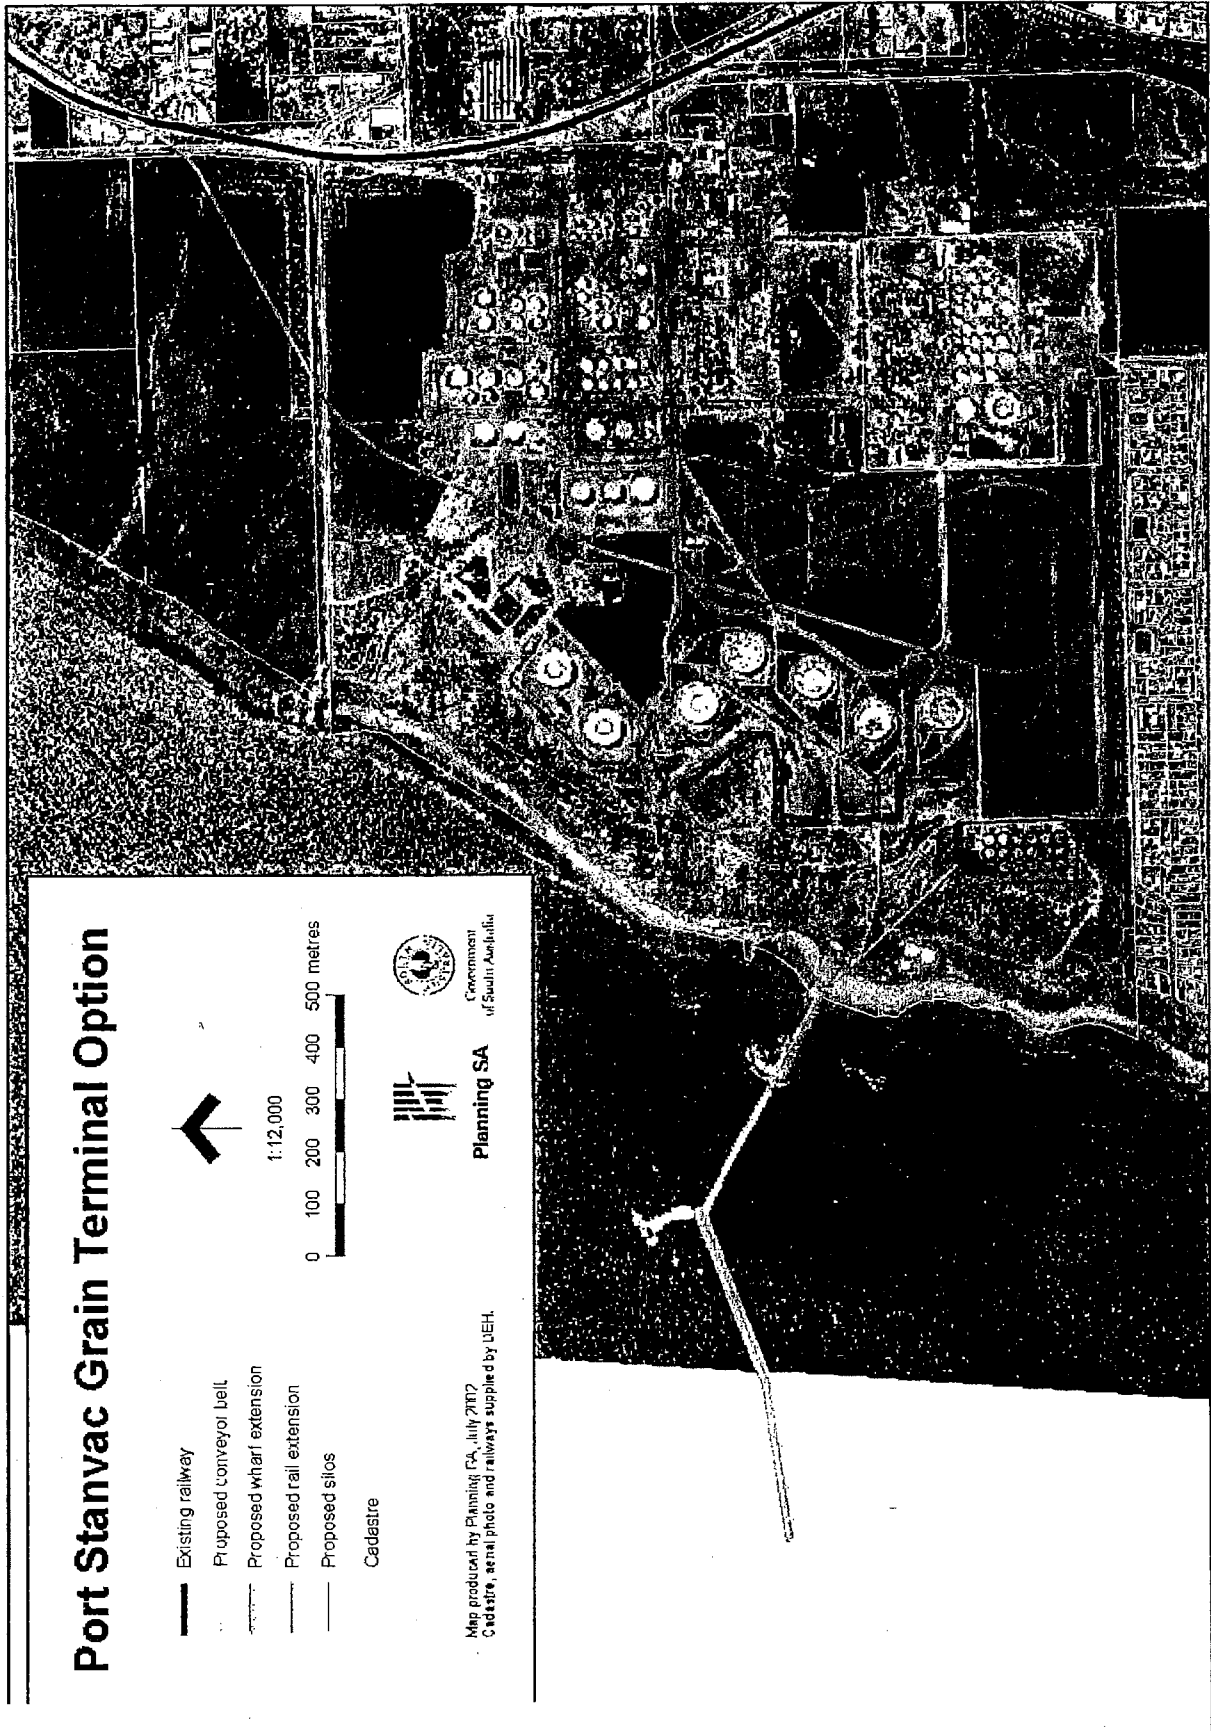 Port Stanvac Grain Terminal Option
Existing railway
Proposed conveyor belt
Proposed wharf extension
Proposed rail extension
Proposed silos
Cadastre
1:12,000
0 100 200 300 400 500 metres
Planning SA
Government
of South Australia
Map produced by Planning SA, July 2002
Cadastre, aerial photo and railways supplied by DEH.